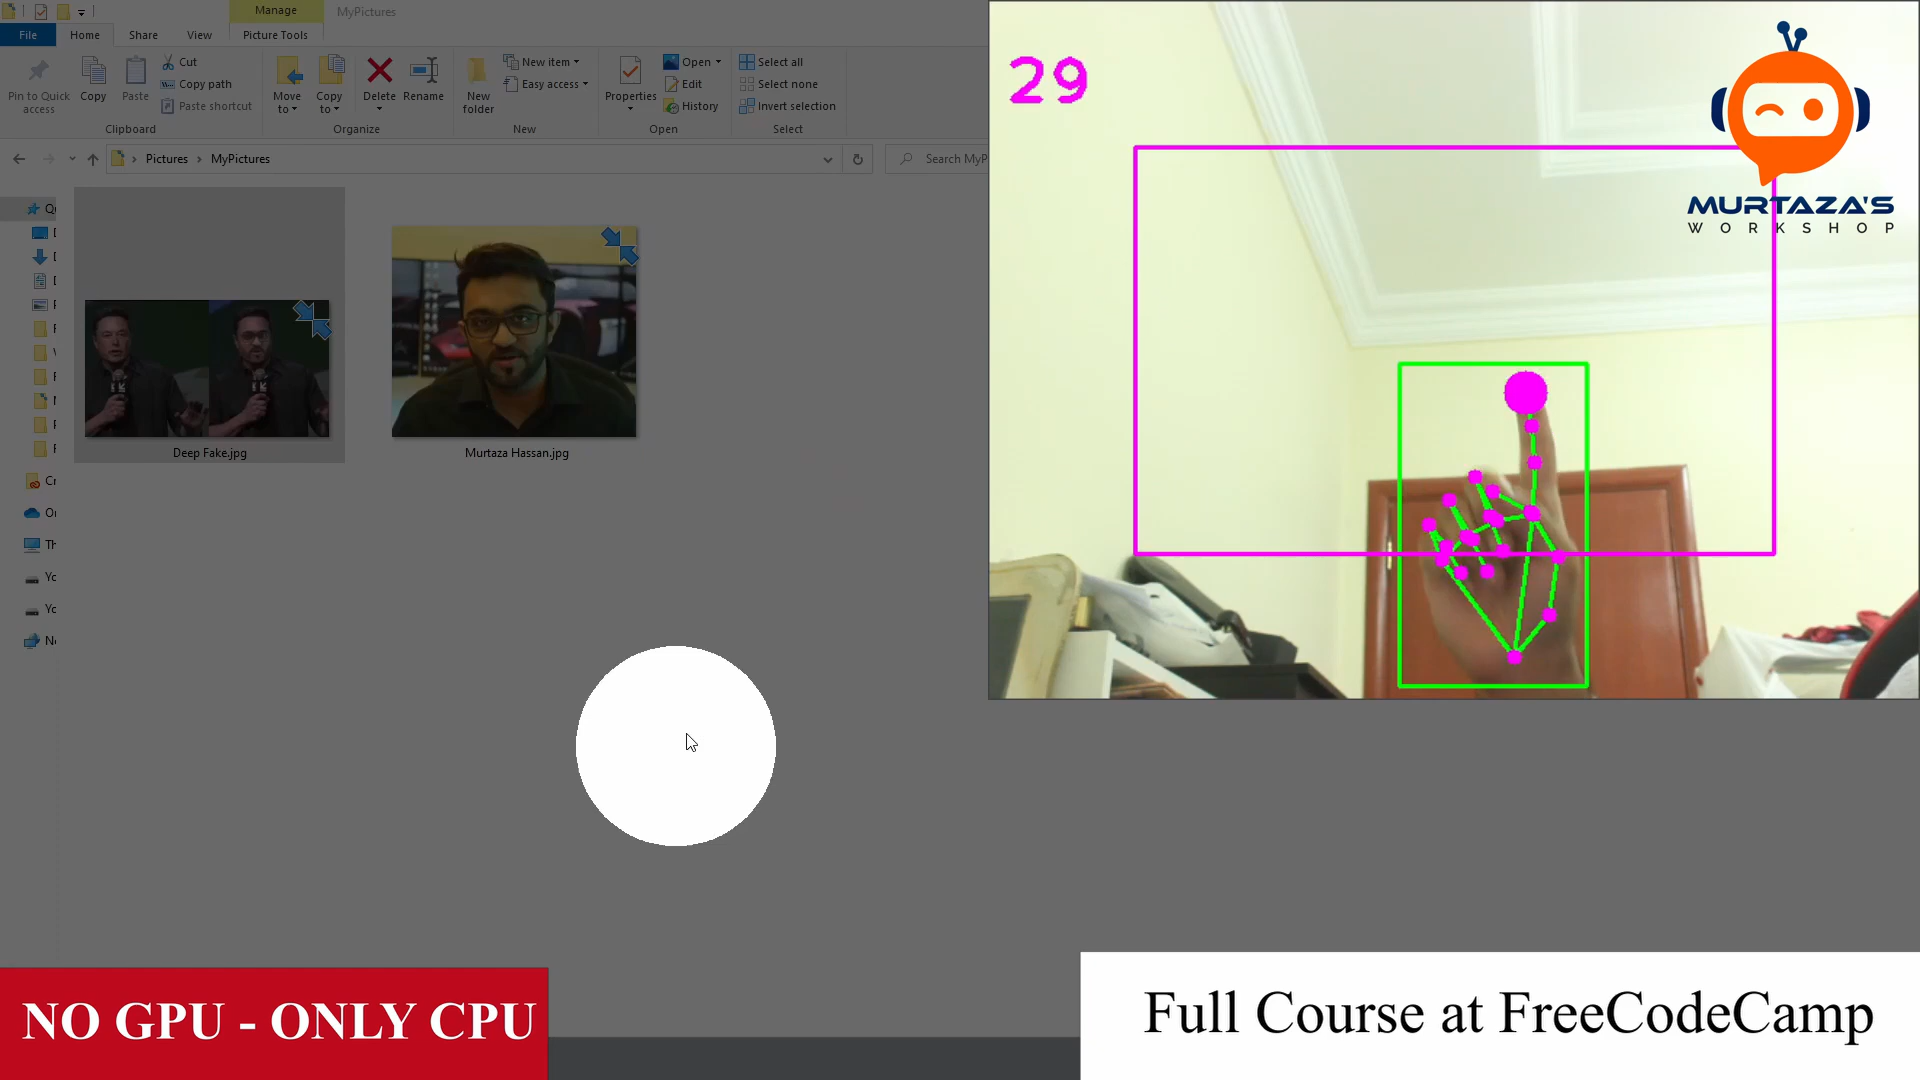 Manage
MyPictures
File
Home
Share
View
Picture Tools
Pin to Quick
access
Copy
Paste
Cut
Copy path
Paste shortcut
Move
to
Copy
to
Delete
Rename
New
folder
New item
Easy access
Properties
Open
Edit
History
Select all
Select none
Invert selection
Clipboard
Organize
New
Open
Select
Pictures
MyPictures
Search MyP
Deep Fake.jpg
Murtaza Hassan.jpg
29
MURTAZA'S
WORKSHOP
NO GPU - ONLY CPU
Full Course at FreeCodeCamp